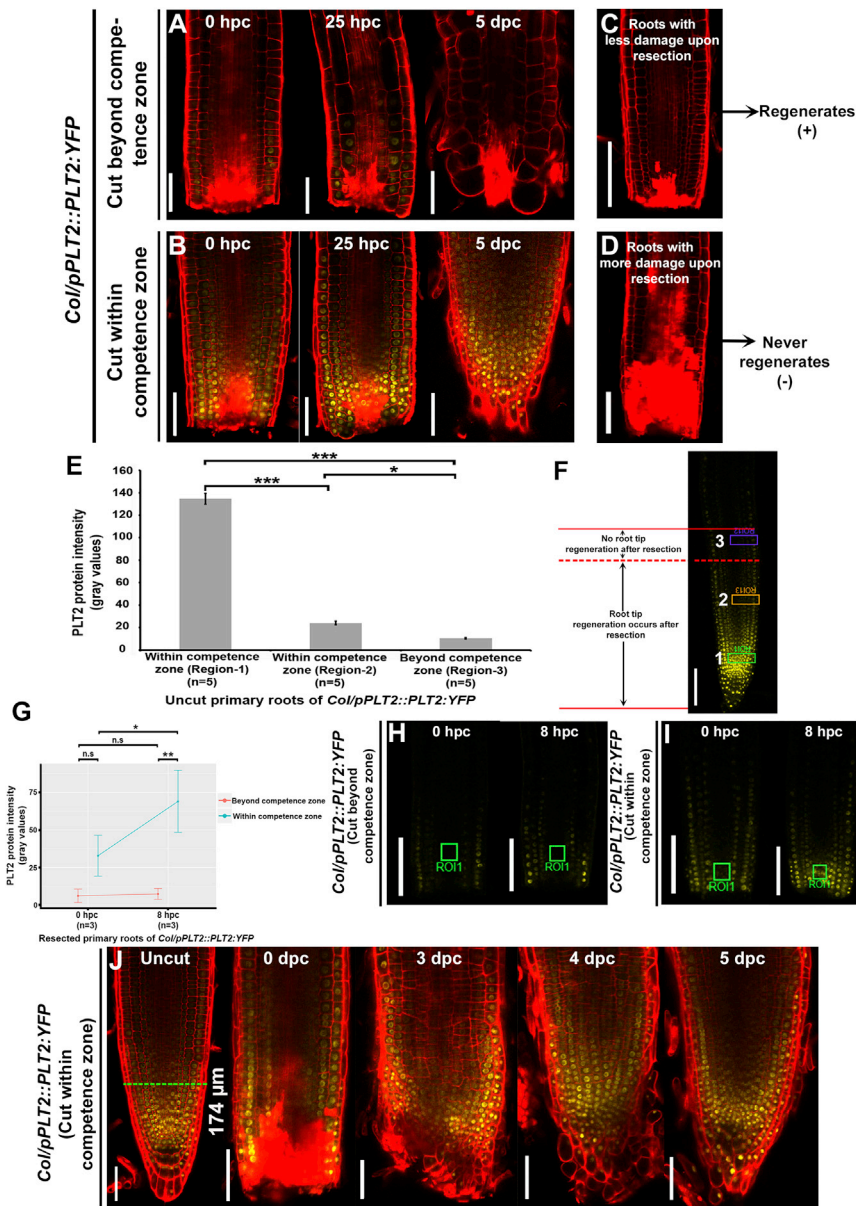 Col/pPLT2::PLT2:YFP
Cut beyond compe-
tence zone
A
0 hpc
25 hpc
5 dpc
C
Roots with
less damage upon
resection
Regenerates
(+)
Cut within
competence zone
B
0 hpc
25 hpc
5 dpc
D
Roots with
more damage upon
resection
Never
regenerates
(-)
E
PLT2 protein intensity
(gray values)
160
140
120
100
80
60
40
20
0
***
***
*
Within competence
zone (Region-1)
(n=5)
Within competence
zone (Region-2)
(n=5)
Beyond competence
zone (Region-3)
(n=5)
Uncut primary roots of Col/pPLT2::PLT2:YFP
F
No root tip
regeneration after resection
Root tip
regeneration occurs after
resection
3
2
1
G
PLT2 protein intensity
(gray values)
75
50
25
0
*
n.s
n.s
**
Beyond competence zone
Within competence zone
0 hpc
(n=3)
8 hpc
(n=3)
Resected primary roots of Col/pPLT2::PLT2:YFP
Col/pPLT2::PLT2:YFP
(Cut beyond
competence zone)
H
0 hpc
8 hpc
ROI1
ROI1
Col/pPLT2::PLT2:YFP
(Cut within
competence zone)
I
0 hpc
8 hpc
ROI1
ROI1
Col/pPLT2::PLT2:YFP
(Cut within
competence zone)
J
Uncut
0 dpc
3 dpc
4 dpc
5 dpc
174 µm